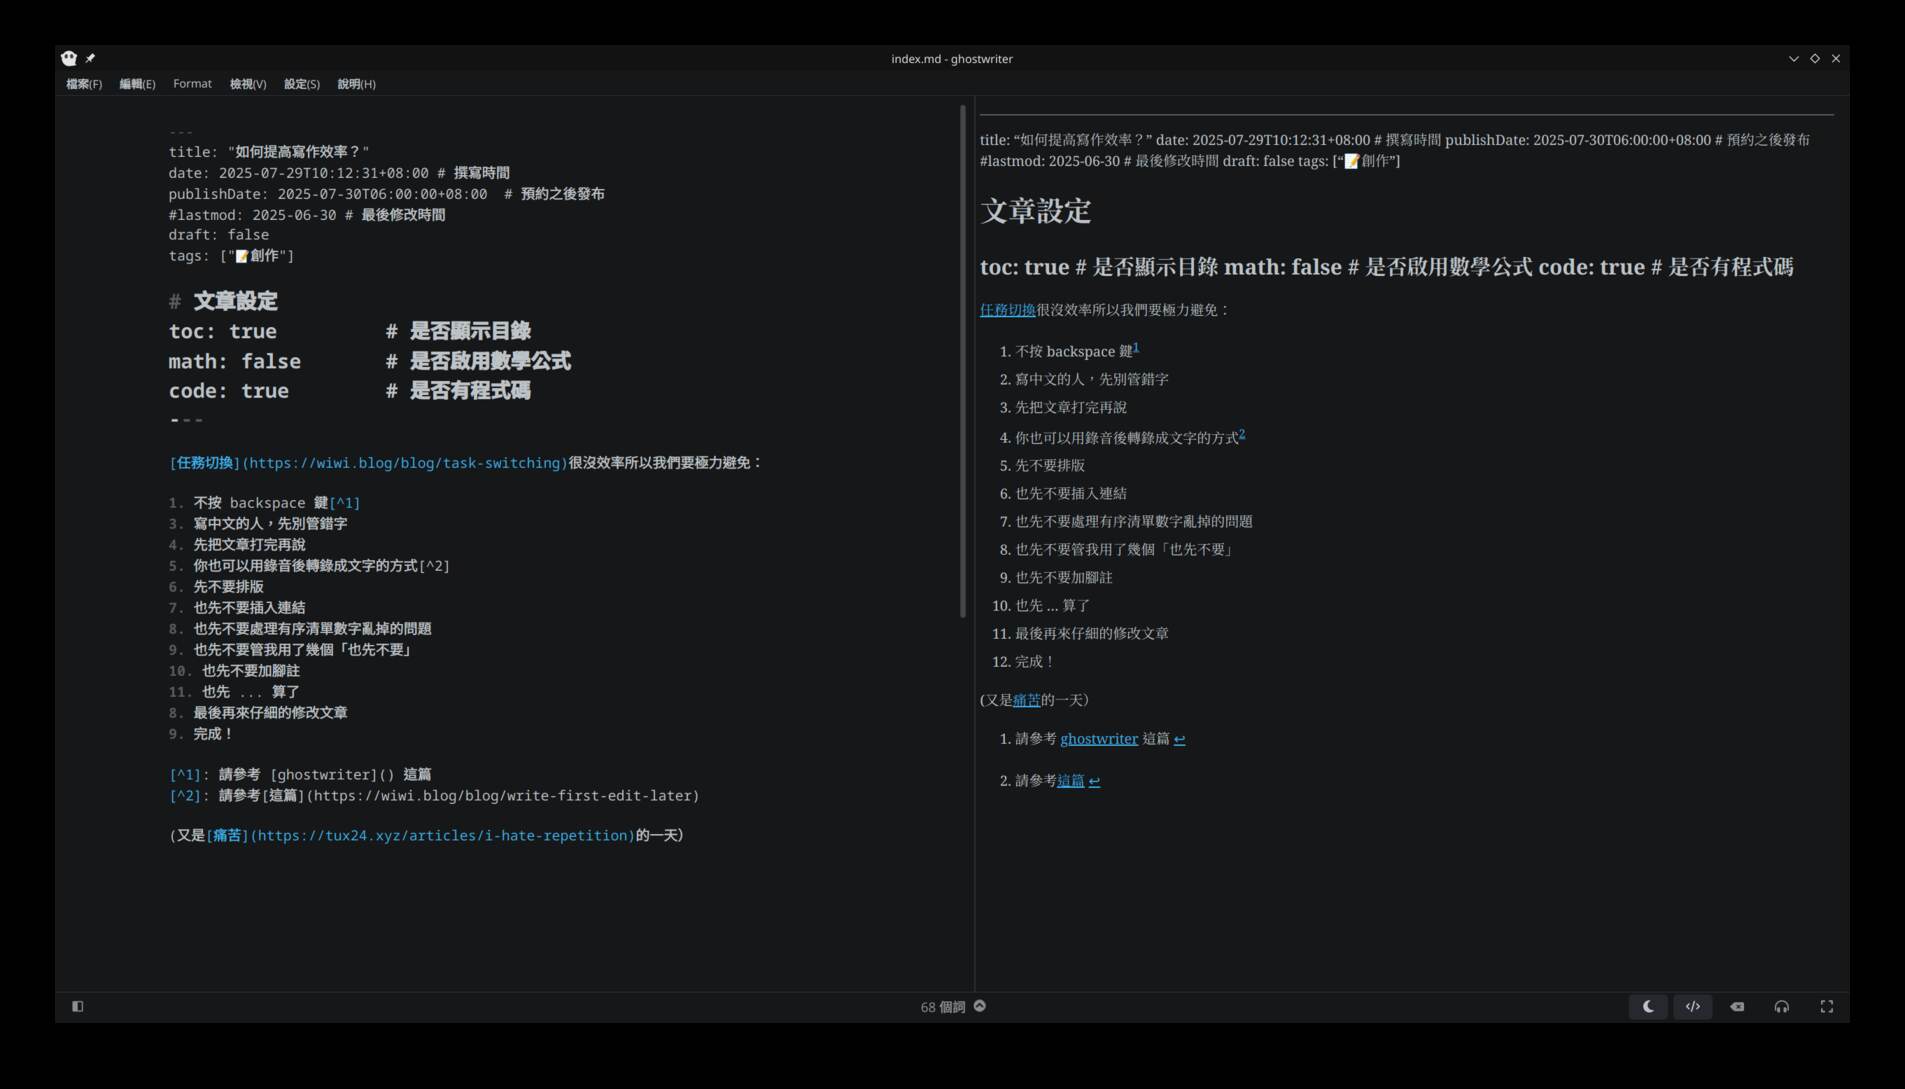 index.md - ghostwriter
檔案(F) 編輯(E) Format 檢視(V) 設定(S) 說明(H)
---
title: "如何提高寫作效率？"
date: 2025-07-29T10:12:31+08:00 # 撰寫時間
publishDate: 2025-07-30T06:00:00+08:00  # 預約之後發布
#lastmod: 2025-06-30 # 最後修改時間
draft: false
tags: ["📝創作"]
# 文章設定
toc: true # 是否顯示目錄
math: false # 是否啟用數學公式
code: true # 是否有程式碼
---
[任務切換](https://wiwi.blog/blog/task-switching)很沒效率所以我們要極力避免：
1. 不按 backspace 鍵[^1]
3. 寫中文的人，先別管錯字
4. 先把文章打完再說
5. 你也可以用錄音後轉錄成文字的方式[^2]
6. 先不要排版
7. 也先不要插入連結
8. 也先不要處理有序清單數字亂掉的問題
9. 也先不要管我用了幾個「也先不要」
10. 也先不要加腳註
11. 也先 ... 算了
8. 最後再來仔細的修改文章
9. 完成！
[^1]: 請參考 [ghostwriter]() 這篇
[^2]: 請參考[這篇](https://wiwi.blog/blog/write-first-edit-later)
(又是[痛苦](https://tux24.xyz/articles/i-hate-repetition)的一天）
title: “如何提高寫作效率？” date: 2025-07-29T10:12:31+08:00 # 撰寫時間 publishDate: 2025-07-30T06:00:00+08:00 # 預約之後發布
#lastmod: 2025-06-30 # 最後修改時間 draft: false tags: [“📝創作”]
文章設定
toc: true # 是否顯示目錄 math: false # 是否啟用數學公式 code: true # 是否有程式碼
任務切換很沒效率所以我們要極力避免：
1. 不按 backspace 鍵1
2. 寫中文的人，先別管錯字
3. 先把文章打完再說
4. 你也可以用錄音後轉錄成文字的方式2
5. 先不要排版
6. 也先不要插入連結
7. 也先不要處理有序清單數字亂掉的問題
8. 也先不要管我用了幾個「也先不要」
9. 也先不要加腳註
10. 也先 ... 算了
11. 最後再來仔細的修改文章
12. 完成！
(又是痛苦的一天）
1. 請參考 ghostwriter 這篇 ↩
2. 請參考這篇 ↩
68 個詞